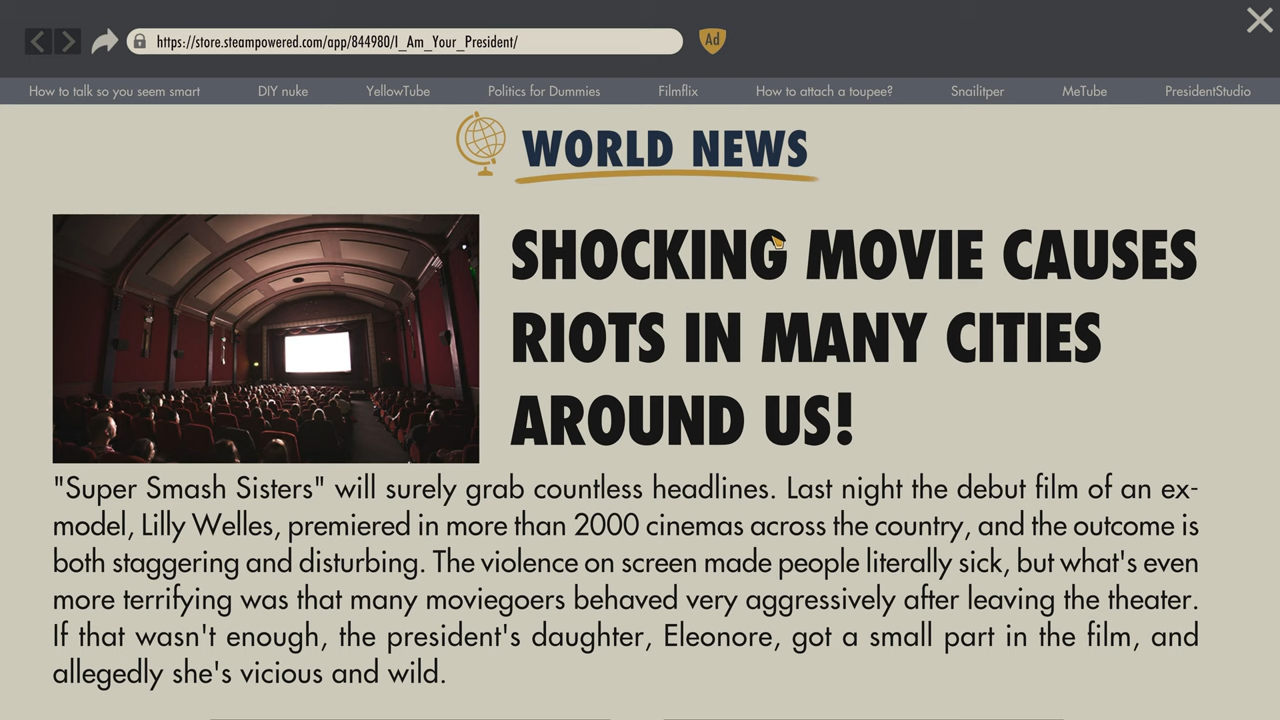 https://store.steampowered.com/app/844980/I_Am_Your_President/
Ad
How to talk so you seem smart DIY nuke YellowTube Politics for Dummies Filmflix How to attach a toupee? Snailitper MeTube PresidentStudio
WORLD NEWS
SHOCKING MOVIE CAUSES
RIOTS IN MANY CITIES
AROUND US!
"Super Smash Sisters" will surely grab countless headlines. Last night the debut film of an ex-
model, Lilly Welles, premiered in more than 2000 cinemas across the country, and the outcome is
both staggering and disturbing. The violence on screen made people literally sick, but what's even
more terrifying was that many moviegoers behaved very aggressively after leaving the theater.
If that wasn't enough, the president's daughter, Eleonore, got a small part in the film, and
allegedly she's vicious and wild.